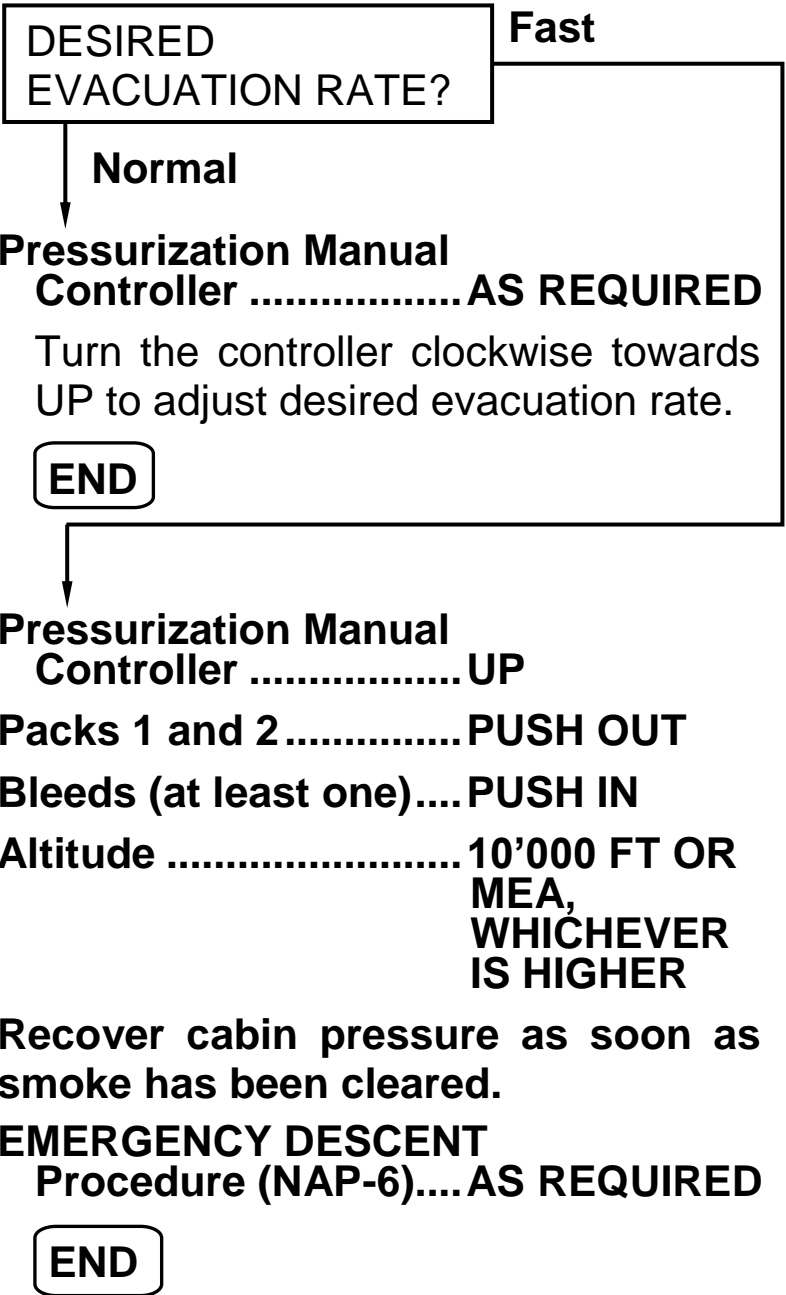 DESIRED
EVACUATION RATE?
Fast
Normal
Pressurization Manual
Controller .................. AS REQUIRED
Turn the controller clockwise towards
UP to adjust desired evacuation rate.
END
Pressurization Manual
Controller .................. UP
Packs 1 and 2 ............... PUSH OUT
Bleeds (at least one) .... PUSH IN
Altitude ......................... 10’000 FT OR
MEA,
WHICHEVER
IS HIGHER
Recover cabin pressure as soon as
smoke has been cleared.
EMERGENCY DESCENT
Procedure (NAP-6).... AS REQUIRED
END